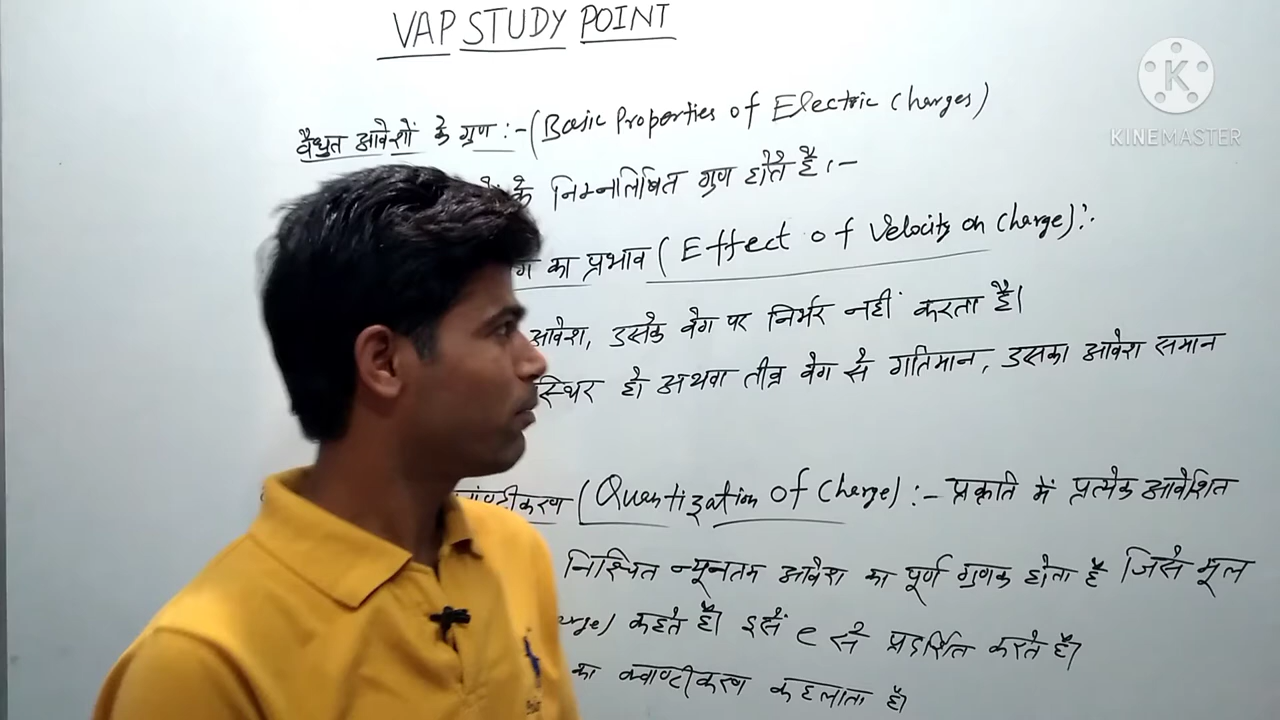 VAP STUDY POINT
K
KINEMASTER
वैधुत आवेशों के गुण :- (Basic Properties of Electric Charges)
के निम्नलिखित गुण होते है :-
का प्रभाव ( Effect of Velocity on Charge) :-
आवेश, उसके वेग पर निर्भर नहीं करता है।
स्थिर हो अथवा तीव्र वेग से गतिमान, उसका आवेश समान
(Quantization of Charge) :- प्रकृति में प्रत्येक आवेशित
निश्चित न्यूनतम आवेश का पूर्ण गुणक होता है जिसे मूल
कहते है। इसे e से प्रदर्शित करते है।
का क्वाण्टीकरण कहलाता है।